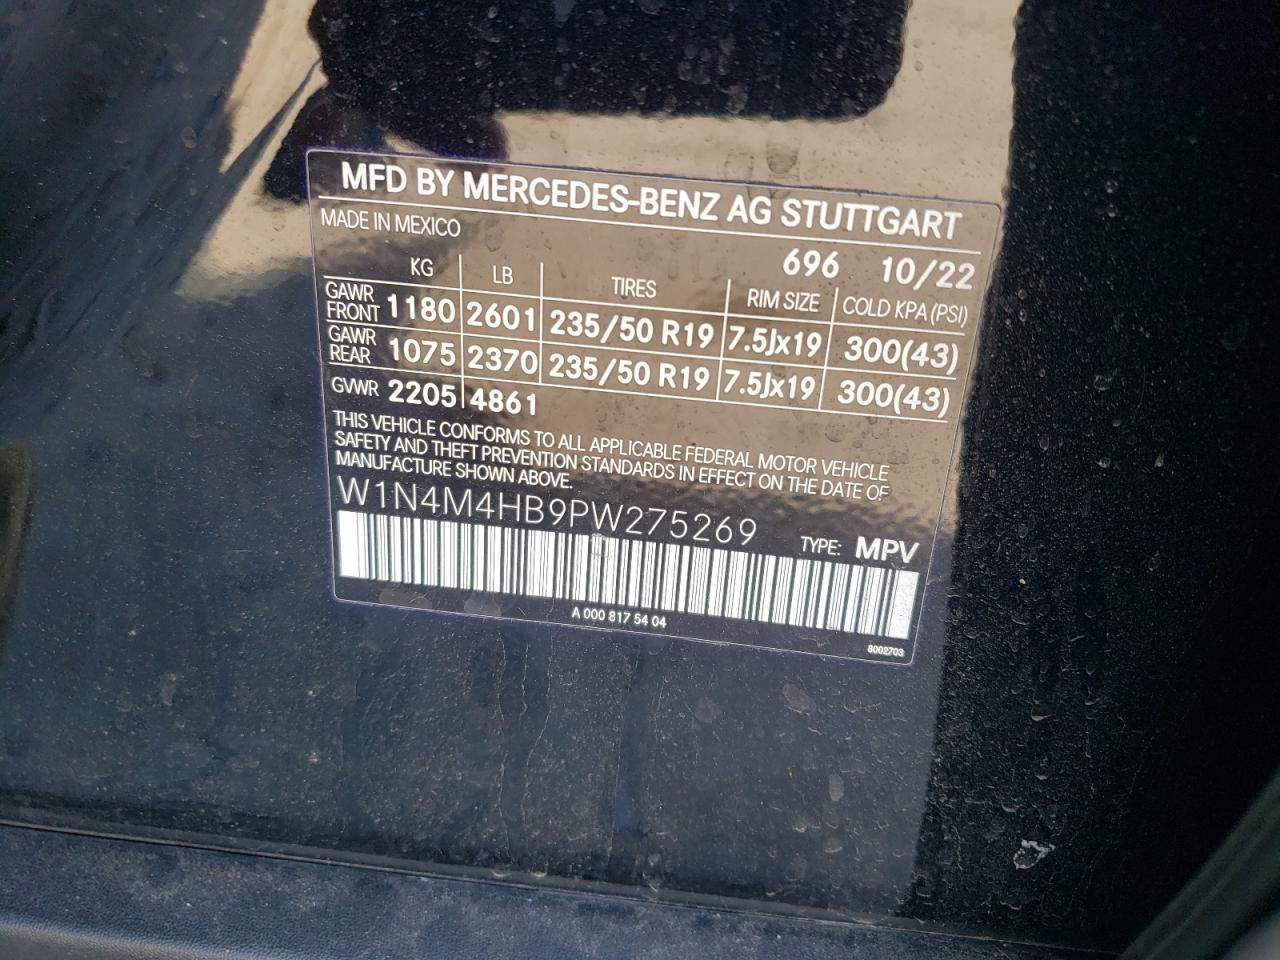 MFD BY MERCEDES-BENZ AG STUTTGART
MADE IN MEXICO
696 10/22
KG LB TIRES RIM SIZE COLD KPA (PSI)
GAWR FRONT 1180 2601 235/50 R19 7.5Jx19 300(43)
GAWR REAR 1075 2370 235/50 R19 7.5Jx19 300(43)
GVWR 2205 4861
THIS VEHICLE CONFORMS TO ALL APPLICABLE FEDERAL MOTOR VEHICLE
SAFETY AND THEFT PREVENTION STANDARDS IN EFFECT ON THE DATE OF
MANUFACTURE SHOWN ABOVE.
W1N4M4HB9PW275269
TYPE: MPV
A 000 817 54 04
8002703